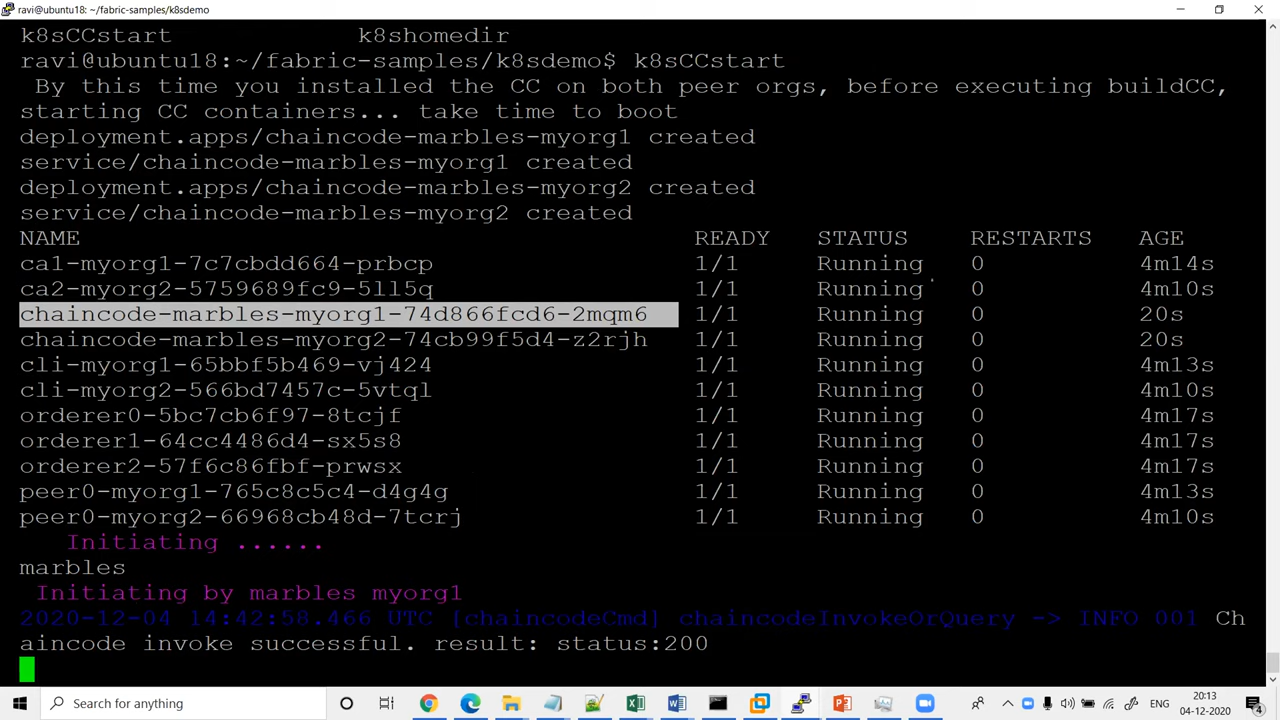 ravi@ubuntu18: ~/fabric-samples/k8sdemo
k8sCCstart k8shomedir
ravi@ubuntu18:~/fabric-samples/k8sdemo$ k8sCCstart
By this time you installed the CC on both peer orgs, before executing buildCC,
starting CC containers... take time to boot
deployment.apps/chaincode-marbles-myorg1 created
service/chaincode-marbles-myorg1 created
deployment.apps/chaincode-marbles-myorg2 created
service/chaincode-marbles-myorg2 created
NAME READY STATUS RESTARTS AGE
ca1-myorg1-7c7cbdd664-prbcp 1/1 Running 0 4m14s
ca2-myorg2-5759689fc9-5ll5q 1/1 Running 0 4m10s
chaincode-marbles-myorg1-74d866fcd6-2mqm6 1/1 Running 0 20s
chaincode-marbles-myorg2-74cb99f5d4-z2rjh 1/1 Running 0 20s
cli-myorg1-65bbf5b469-vj424 1/1 Running 0 4m13s
cli-myorg2-566bd7457c-5vtql 1/1 Running 0 4m10s
orderer0-5bc7cb6f97-8tcjf 1/1 Running 0 4m17s
orderer1-64cc4486d4-sx5s8 1/1 Running 0 4m17s
orderer2-57f6c86fbf-prwsx 1/1 Running 0 4m17s
peer0-myorg1-765c8c5c4-d4g4g 1/1 Running 0 4m13s
peer0-myorg2-66968cb48d-7tcrj 1/1 Running 0 4m10s
Initiating ......
marbles
Initiating by marbles myorg1
2020-12-04 14:42:58.466 UTC [chaincodeCmd] chaincodeInvokeOrQuery -> INFO 001 Ch
aincode invoke successful. result: status:200
Search for anything
ENG
20:13
04-12-2020
4